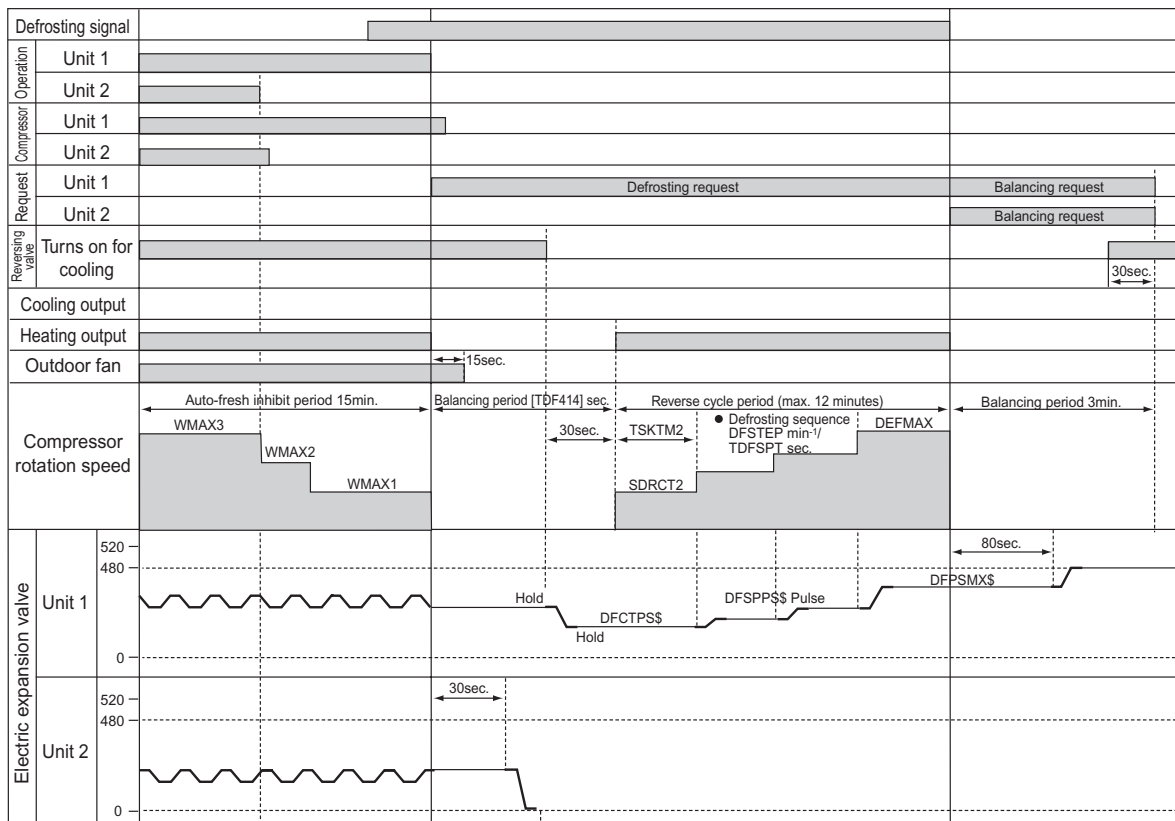 Defrosting signal
Operation
Unit 1
Unit 2
Compressor
Unit 1
Unit 2
Request
Unit 1
Defrosting request
Balancing request
Unit 2
Balancing request
Reversing valve
Turns on for cooling
30sec.
Cooling output
Heating output
Outdoor fan
15sec.
Compressor rotation speed
Auto-fresh inhibit period 15min.
Balancing period [TDF414] sec.
Reverse cycle period (max. 12 minutes)
Balancing period 3min.
WMAX3
WMAX2
WMAX1
30sec.
TSKTM2
● Defrosting sequence
DFSTEP min-1/
TDFSPT sec.
DEFMAX
SDRCT2
Electric expansion valve
Unit 1
520
480
0
Hold
DFCTPS$
Hold
DFSPPS$ Pulse
DFPSMX$
80sec.
Unit 2
520
480
0
30sec.